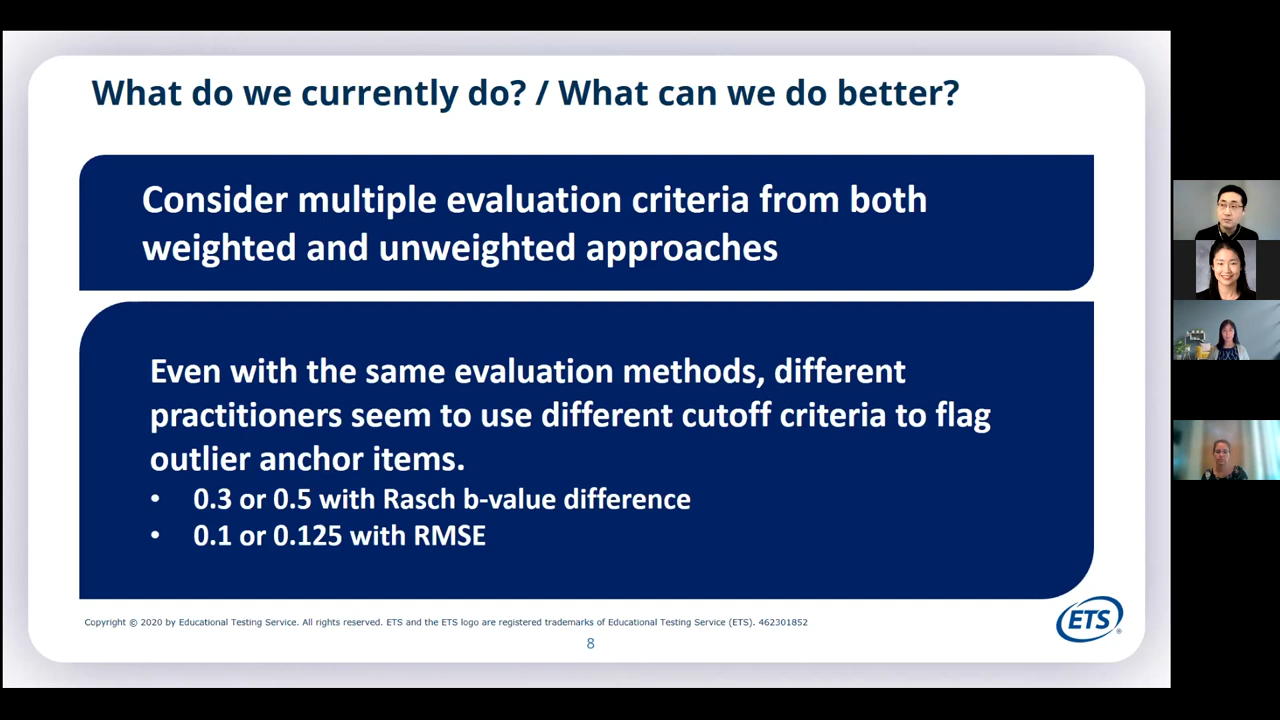 What do we currently do? / What can we do better?
Consider multiple evaluation criteria from both
weighted and unweighted approaches
Even with the same evaluation methods, different
practitioners seem to use different cutoff criteria to flag
outlier anchor items.
• 0.3 or 0.5 with Rasch b-value difference
• 0.1 or 0.125 with RMSE
Copyright © 2020 by Educational Testing Service. All rights reserved. ETS and the ETS logo are registered trademarks of Educational Testing Service (ETS). 462301852
ETS®
8